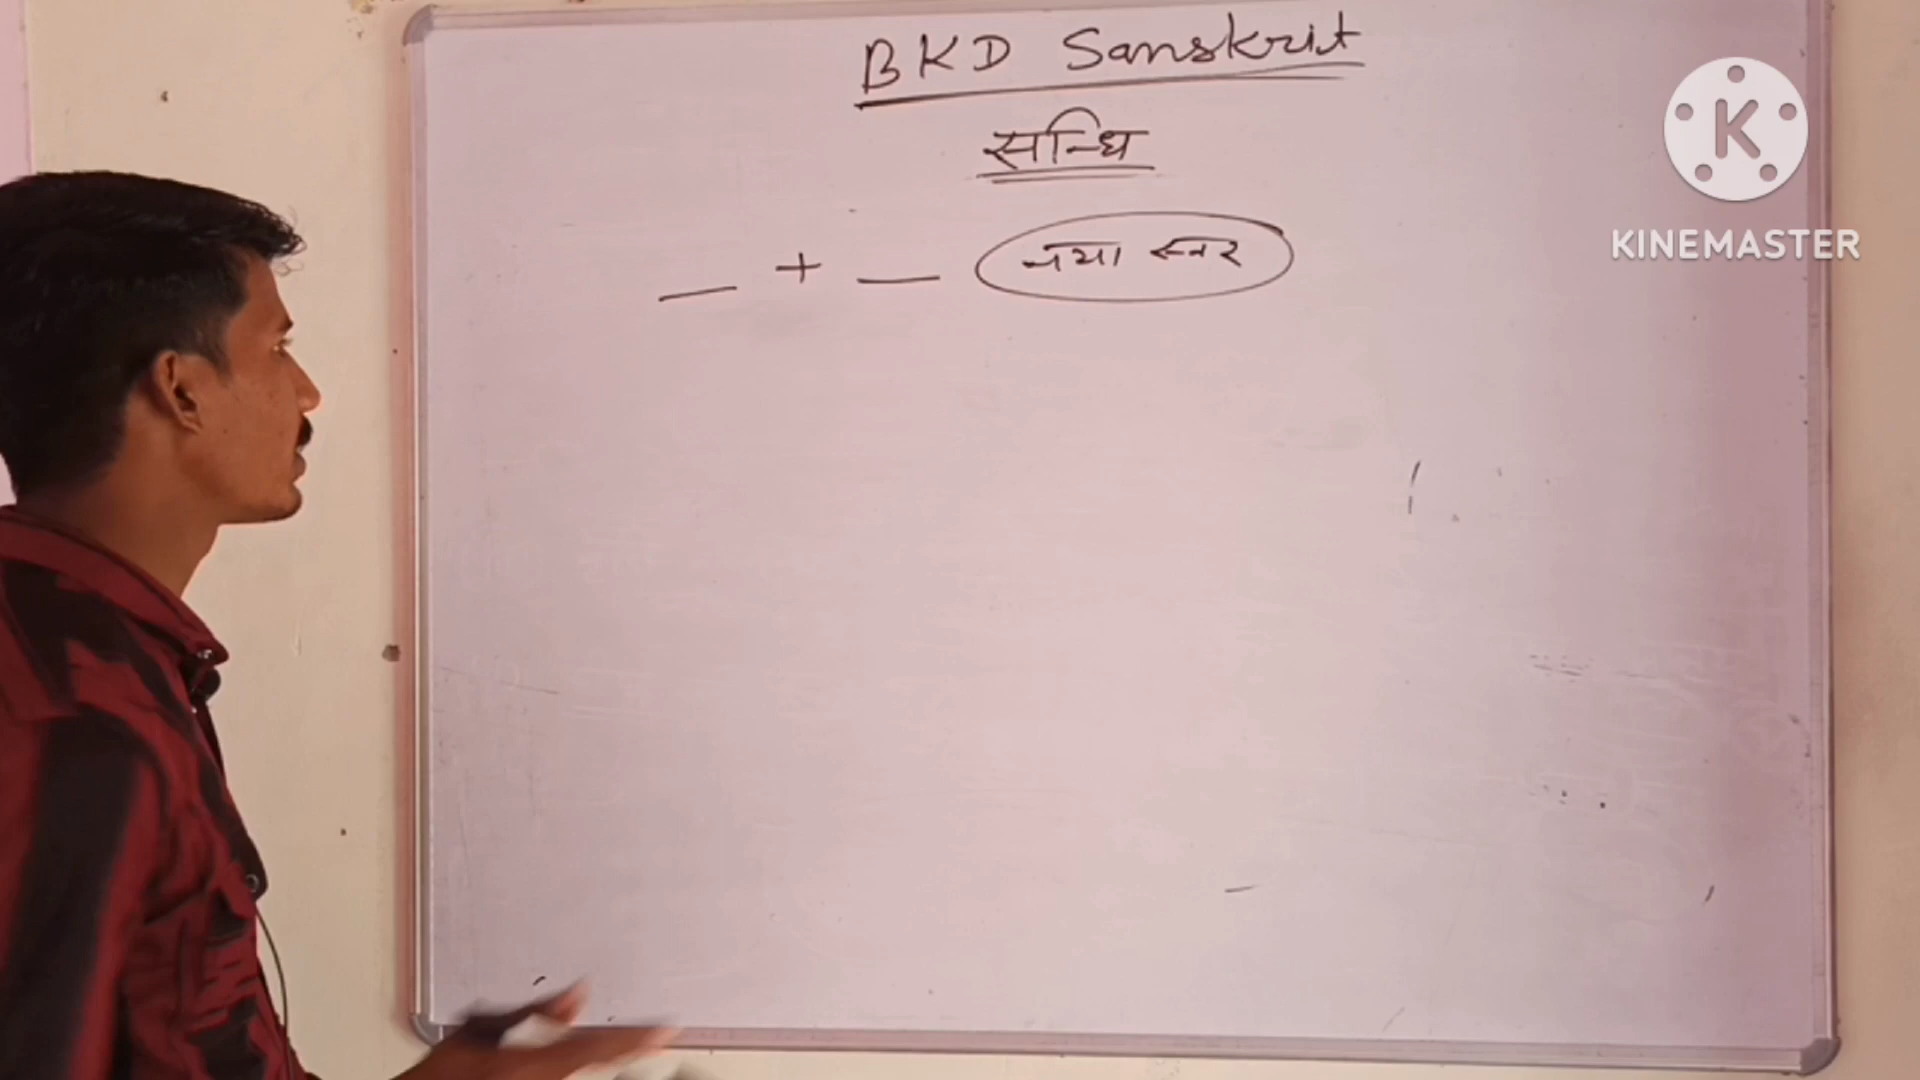 BKD Sanskrit
सन्धि
_ + _ नया स्वर
K
KINEMASTER